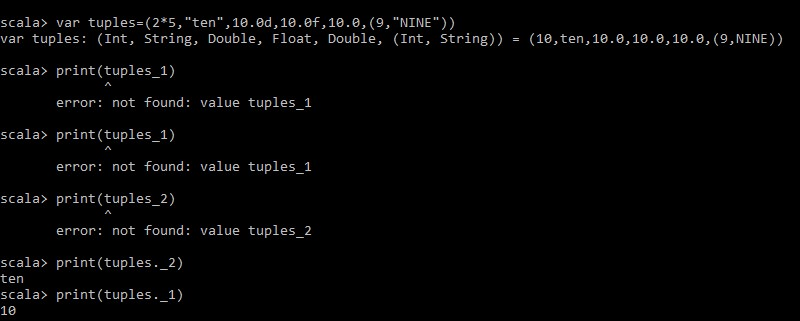 scala> var tuples=(2*5,"ten",10.0d,10.0f,10.0,(9,"NINE"))
var tuples: (Int, String, Double, Float, Double, (Int, String)) = (10,ten,10.0,10.0,10.0,(9,NINE))
scala> print(tuples_1)
^
error: not found: value tuples_1
scala> print(tuples_1)
^
error: not found: value tuples_1
scala> print(tuples_2)
^
error: not found: value tuples_2
scala> print(tuples._2)
ten
scala> print(tuples._1)
10